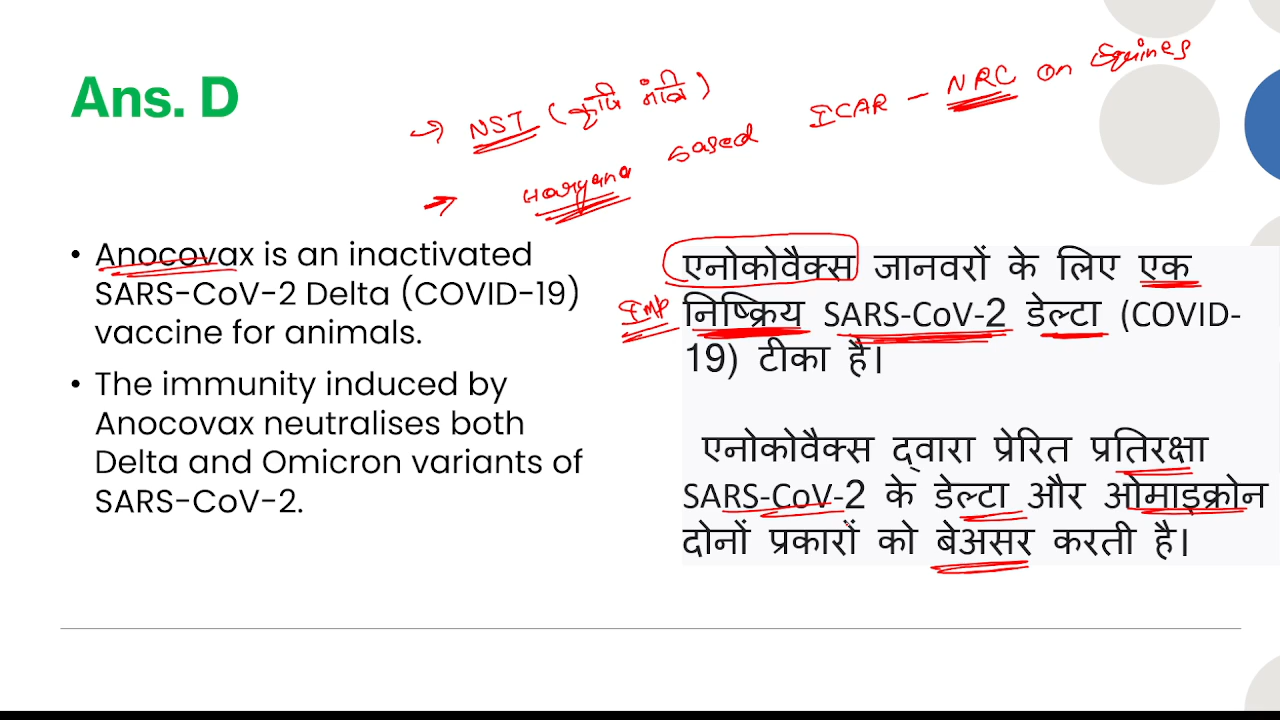 Ans. D
→ NST (कृषि मंत्रि)
→ Haryana based ICAR - NRC on Equines
• Anocovax is an inactivated
SARS-CoV-2 Delta (COVID-19)
vaccine for animals.
• The immunity induced by
Anocovax neutralises both
Delta and Omicron variants of
SARS-CoV-2.
एनोकोवैक्स जानवरों के लिए एक
Imp निष्क्रिय SARS-CoV-2 डेल्टा (COVID-
19) टीका है।
एनोकोवैक्स द्वारा प्रेरित प्रतिरक्षा
SARS-CoV-2 के डेल्टा और ओमाइक्रोन
दोनों प्रकारों को बेअसर करती है।